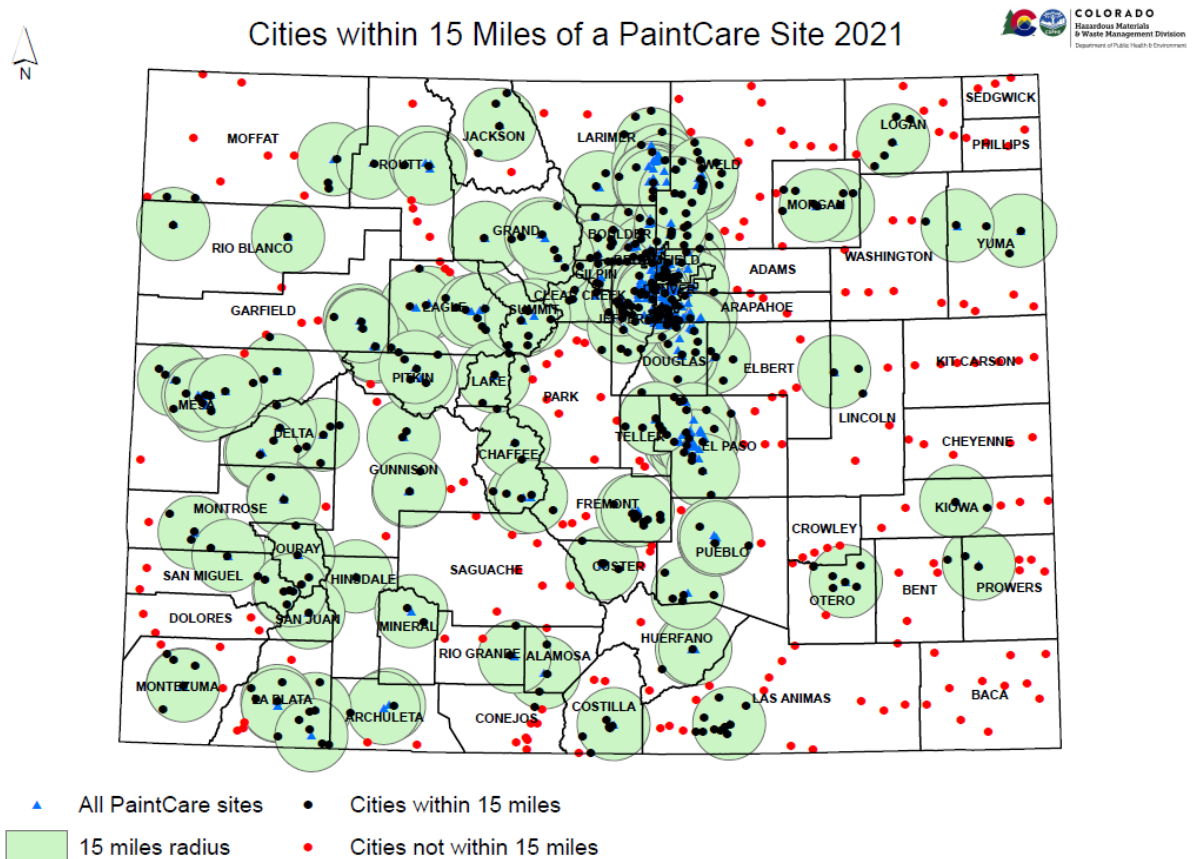 Cities within 15 Miles of a PaintCare Site 2021
COLORADO
Hazardous Materials
& Waste Management Division
Department of Public Health & Environment
N
SEDGWICK
LOGAN
PHILLIPS
MOFFAT
JACKSON
LARIMER
ROUTT
WELD
MORGAN
RIO BLANCO
GRAND
BOULDER
WASHINGTON
YUMA
GILPIN
ADAMS
GARFIELD
EAGLE
SUMMIT
CLEAR CREEK
ARAPAHOE
DOUGLAS
ELBERT
KIT CARSON
PITKIN
LAKE
PARK
MESA
LINCOLN
DELTA
TELLER
EL PASO
CHEYENNE
GUNNISON
CHAFFEE
MONTROSE
FREMONT
KIOWA
CROWLEY
OURAY
PUEBLO
SAN MIGUEL
HINSDALE
SAGUACHE
CUSTER
BENT
PROWERS
OTERO
DOLORES
SAN JUAN
MINERAL
HUERFANO
RIO GRANDE
ALAMOSA
MONTEZUMA
LA PLATA
ARCHULETA
CONEJOS
COSTILLA
LAS ANIMAS
BACA
All PaintCare sites
Cities within 15 miles
15 miles radius
Cities not within 15 miles